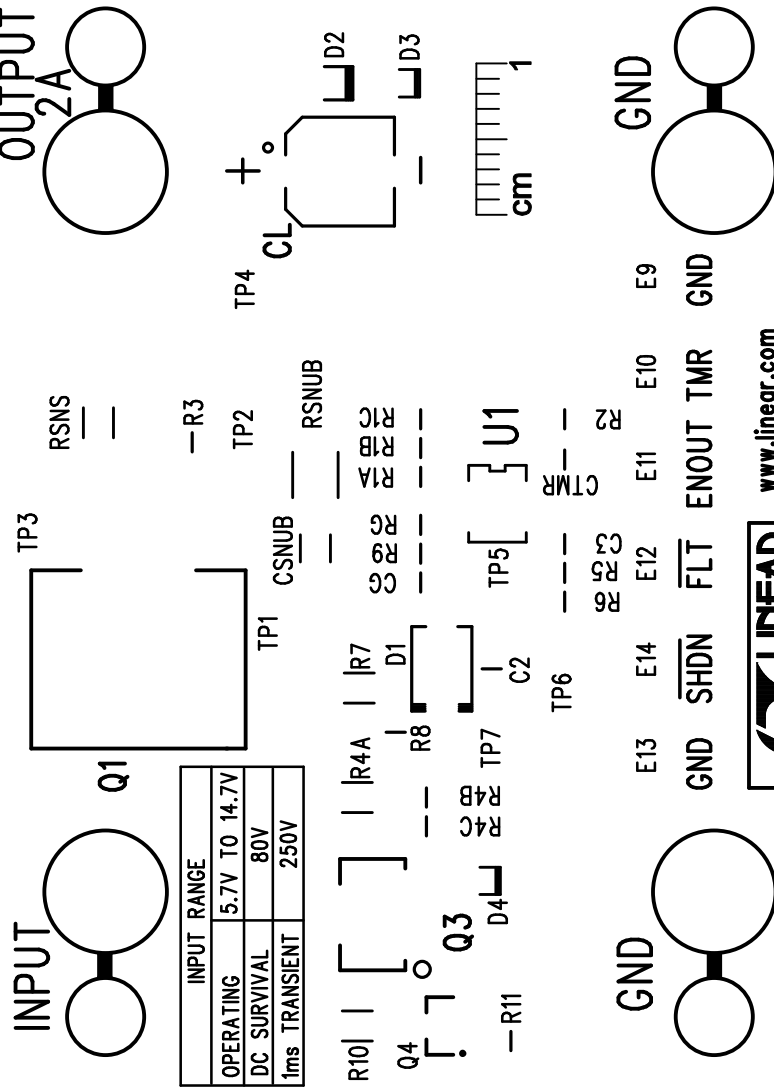 INPUT
OUTPUT
2A
Q1
TP3
RSNS
INPUT RANGE
OPERATING 5.7V TO 14.7V
DC SURVIVAL 80V
1ms TRANSIENT 250V
TP1
R3
TP2
TP4
CSNUB
RSNUB
CL
+
D2
R10
R4A
R7
CG
R9
RG
R1A
R1B
R1C
-
D3
Q4
Q3
R8
D1
R4C
R4B
TP7
C2
TP5
U1
cm
1
D4
R11
TP6
R6
R5
C3
CTMR
R2
GND
E13
E14
E12
E11
E10
E9
GND
GND
SHDN
FLT
ENOUT
TMR
GND
LINEAR
www.linear.com